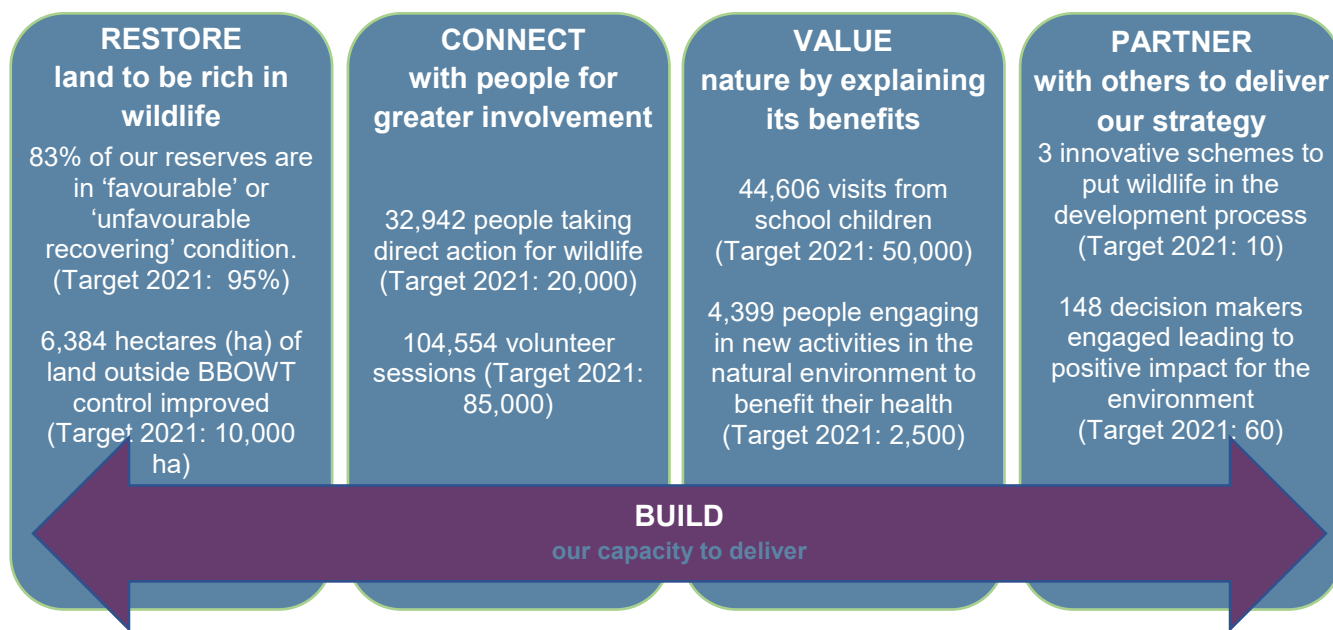 RESTORE
land to be rich in
wildlife
83% of our reserves are
in ‘favourable’ or
‘unfavourable
recovering’ condition.
(Target 2021:  95%)
6,384 hectares (ha) of
land outside BBOWT
control improved
(Target 2021: 10,000
ha)
CONNECT
with people for
greater involvement
32,942 people taking
direct action for wildlife
(Target 2021: 20,000)
104,554 volunteer
sessions (Target 2021:
85,000)
VALUE
nature by explaining
its benefits
44,606 visits from
school children
(Target 2021: 50,000)
4,399 people engaging
in new activities in the
natural environment to
benefit their health
(Target 2021: 2,500)
PARTNER
with others to deliver
our strategy
3 innovative schemes to
put wildlife in the
development process
(Target 2021: 10)
148 decision makers
engaged leading to
positive impact for the
environment
(Target 2021: 60)
BUILD
our capacity to deliver